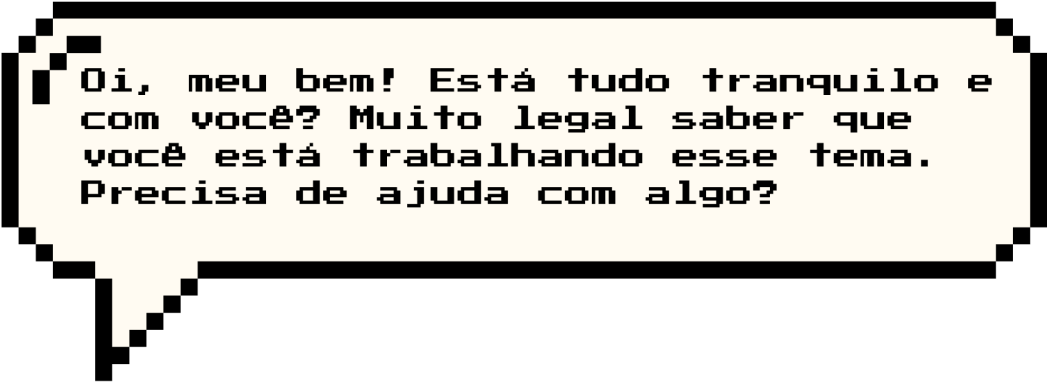 Oi, meu bem! Está tudo tranquilo e
com você? Muito legal saber que
você está trabalhando esse tema.
Precisa de ajuda com algo?